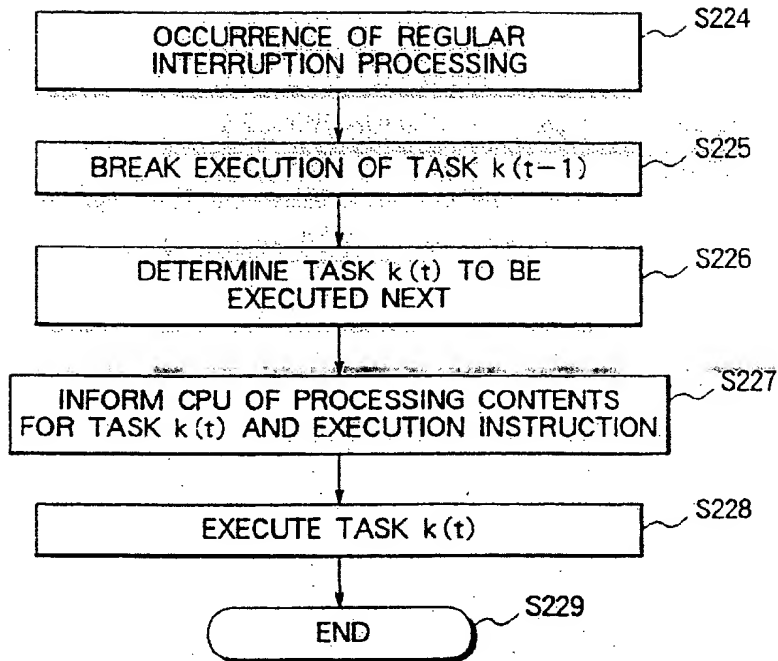 OCCURRENCE OF REGULAR
INTERRUPTION PROCESSING
S224
BREAK EXECUTION OF TASK k(t-1)
S225
DETERMINE TASK k(t) TO BE
EXECUTED NEXT
S226
INFORM CPU OF PROCESSING CONTENTS
FOR TASK k(t) AND EXECUTION INSTRUCTION
S227
EXECUTE TASK k(t)
S228
END
S229